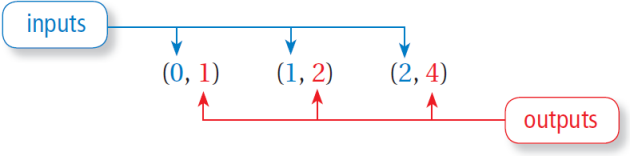 inputs
(0, 1) (1, 2) (2, 4)
outputs